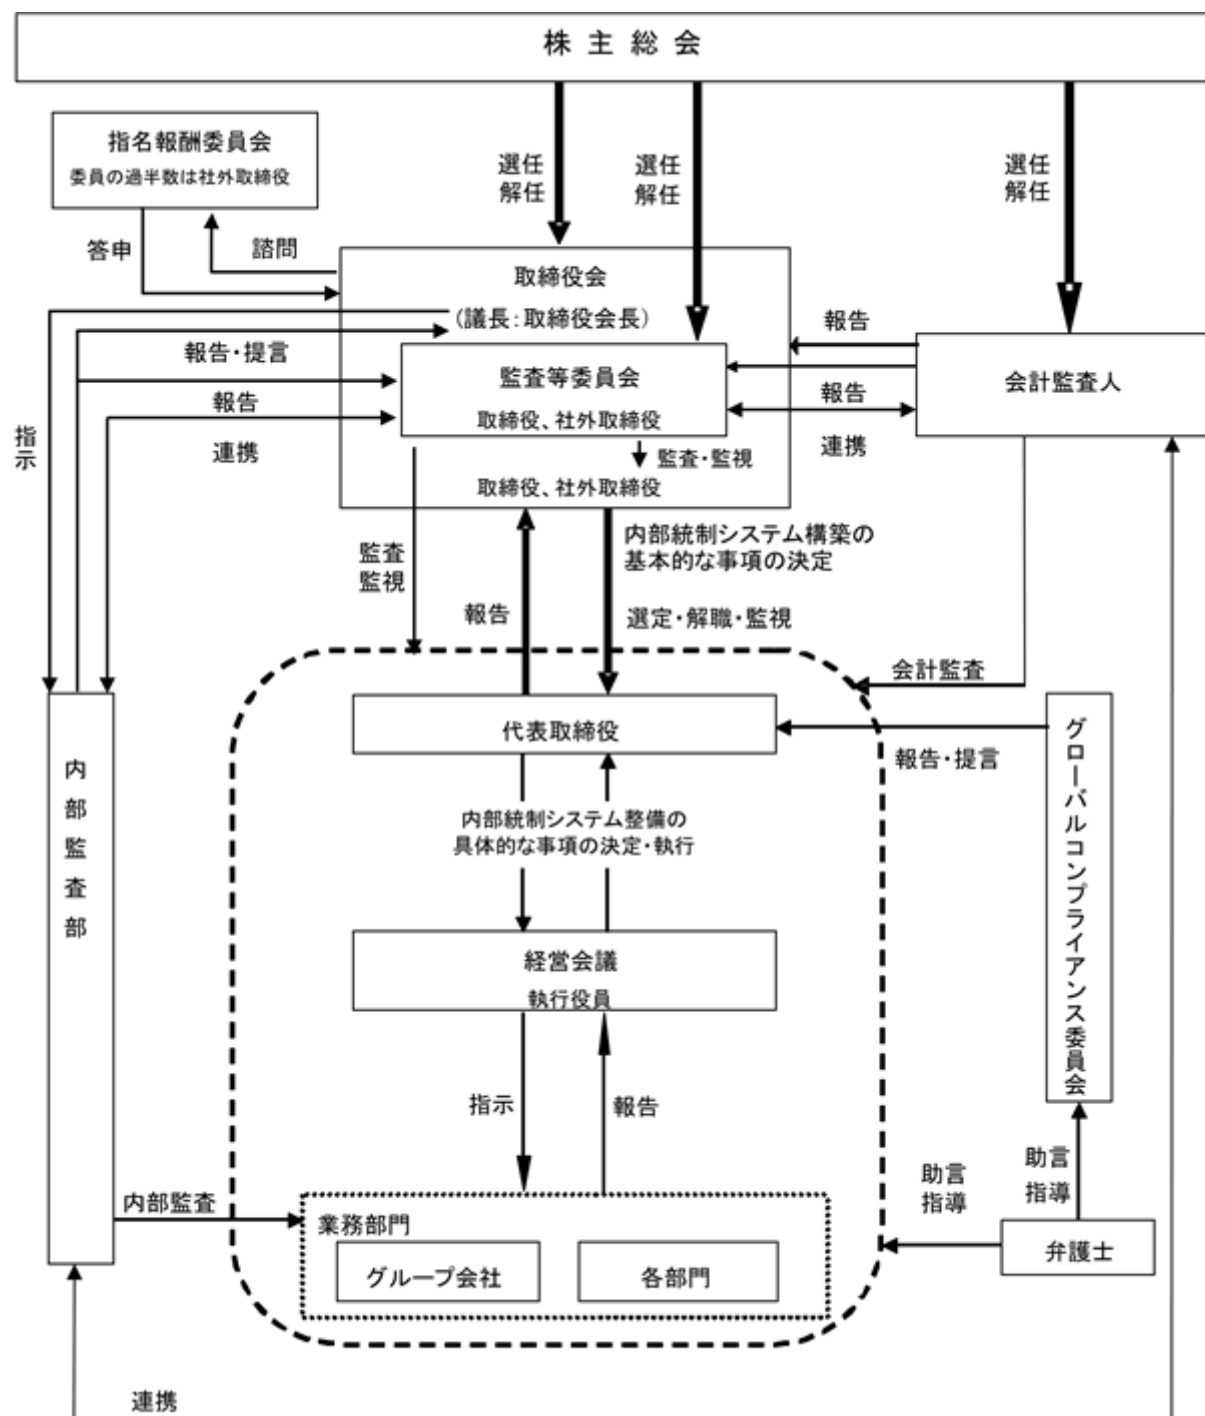 株 主 総 会
指名報酬委員会
委員の過半数は社外取締役
選任
解任
選任
解任
選任
解任
答申
諮問
取締役会
(議長:取締役会長)
報告・提言
報告
連携
指示
監査等委員会
取締役、社外取締役
監査・監視
取締役、社外取締役
報告
報告
連携
会計監査人
監査
監視
報告
内部統制システム構築の
基本的な事項の決定
選定・解職・監視
会計監査
代表取締役
報告・提言
グローバルコンプライアンス委員会
内部監査部
内部統制システム整備の
具体的な事項の決定・執行
経営会議
執行役員
指示
報告
内部監査
業務部門
グループ会社
各部門
助言
指導
助言
指導
弁護士
連携